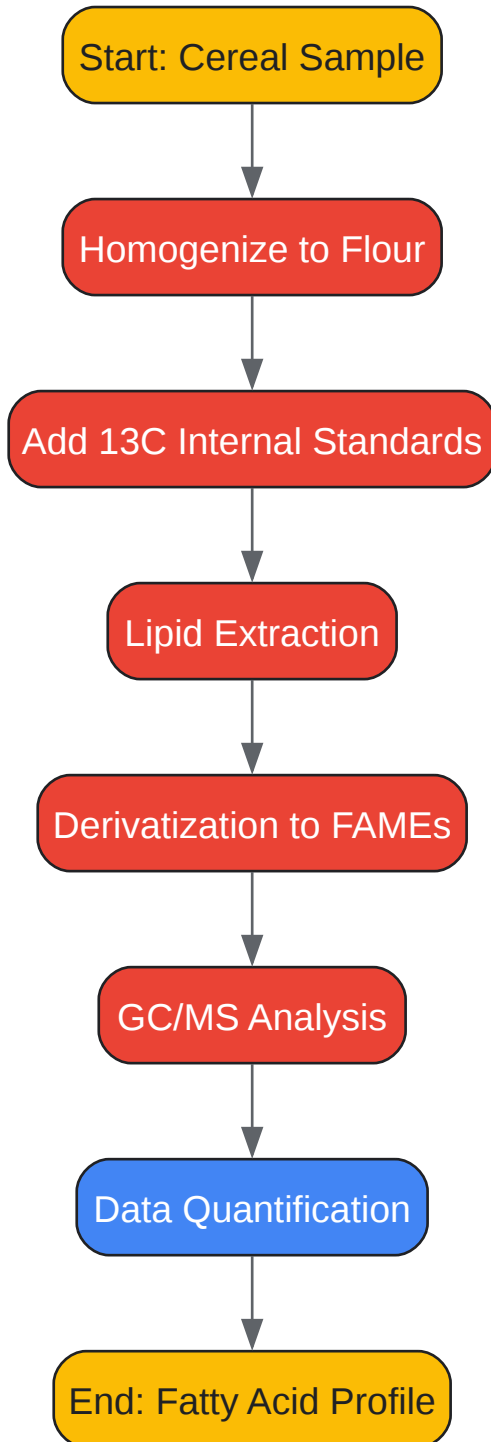 Start: Cereal Sample
Homogenize to Flour
Add 13C Internal Standards
Lipid Extraction
Derivatization to FAMEs
GC/MS Analysis
Data Quantification
End: Fatty Acid Profile